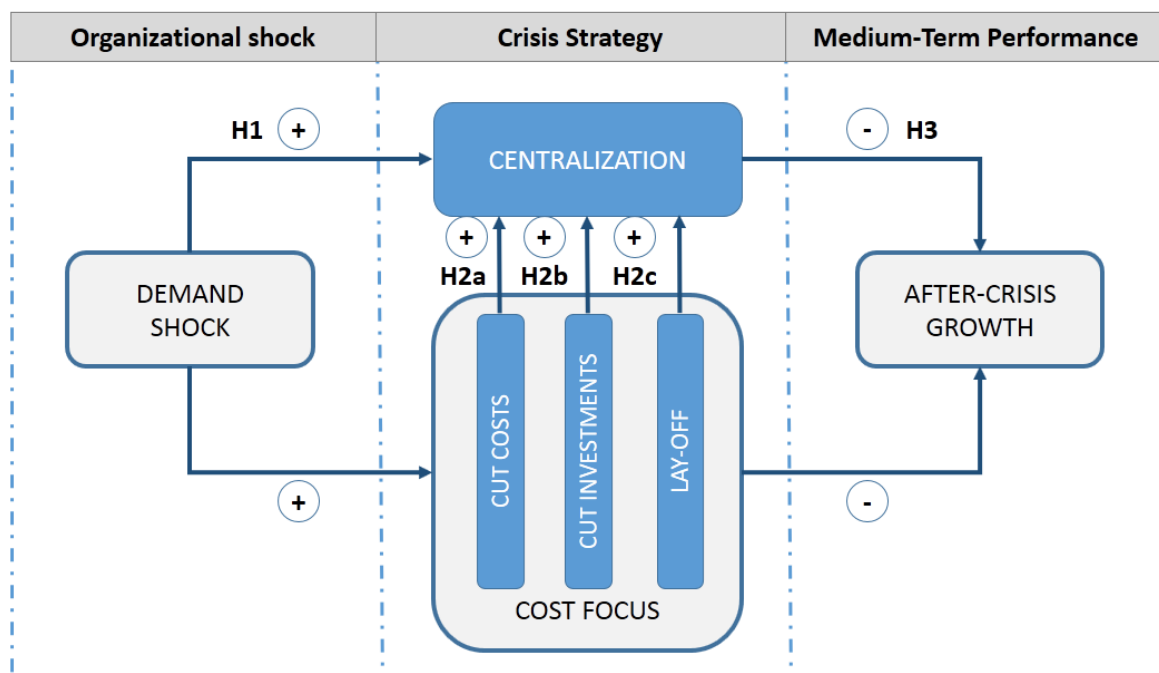 Organizational shock
Crisis Strategy
Medium-Term Performance
H1
+
CENTRALIZATION
-
H3
+
+
+
H2a
H2b
H2c
DEMAND
SHOCK
AFTER-CRISIS
GROWTH
CUT COSTS
CUT INVESTMENTS
LAY-OFF
+
-
COST FOCUS